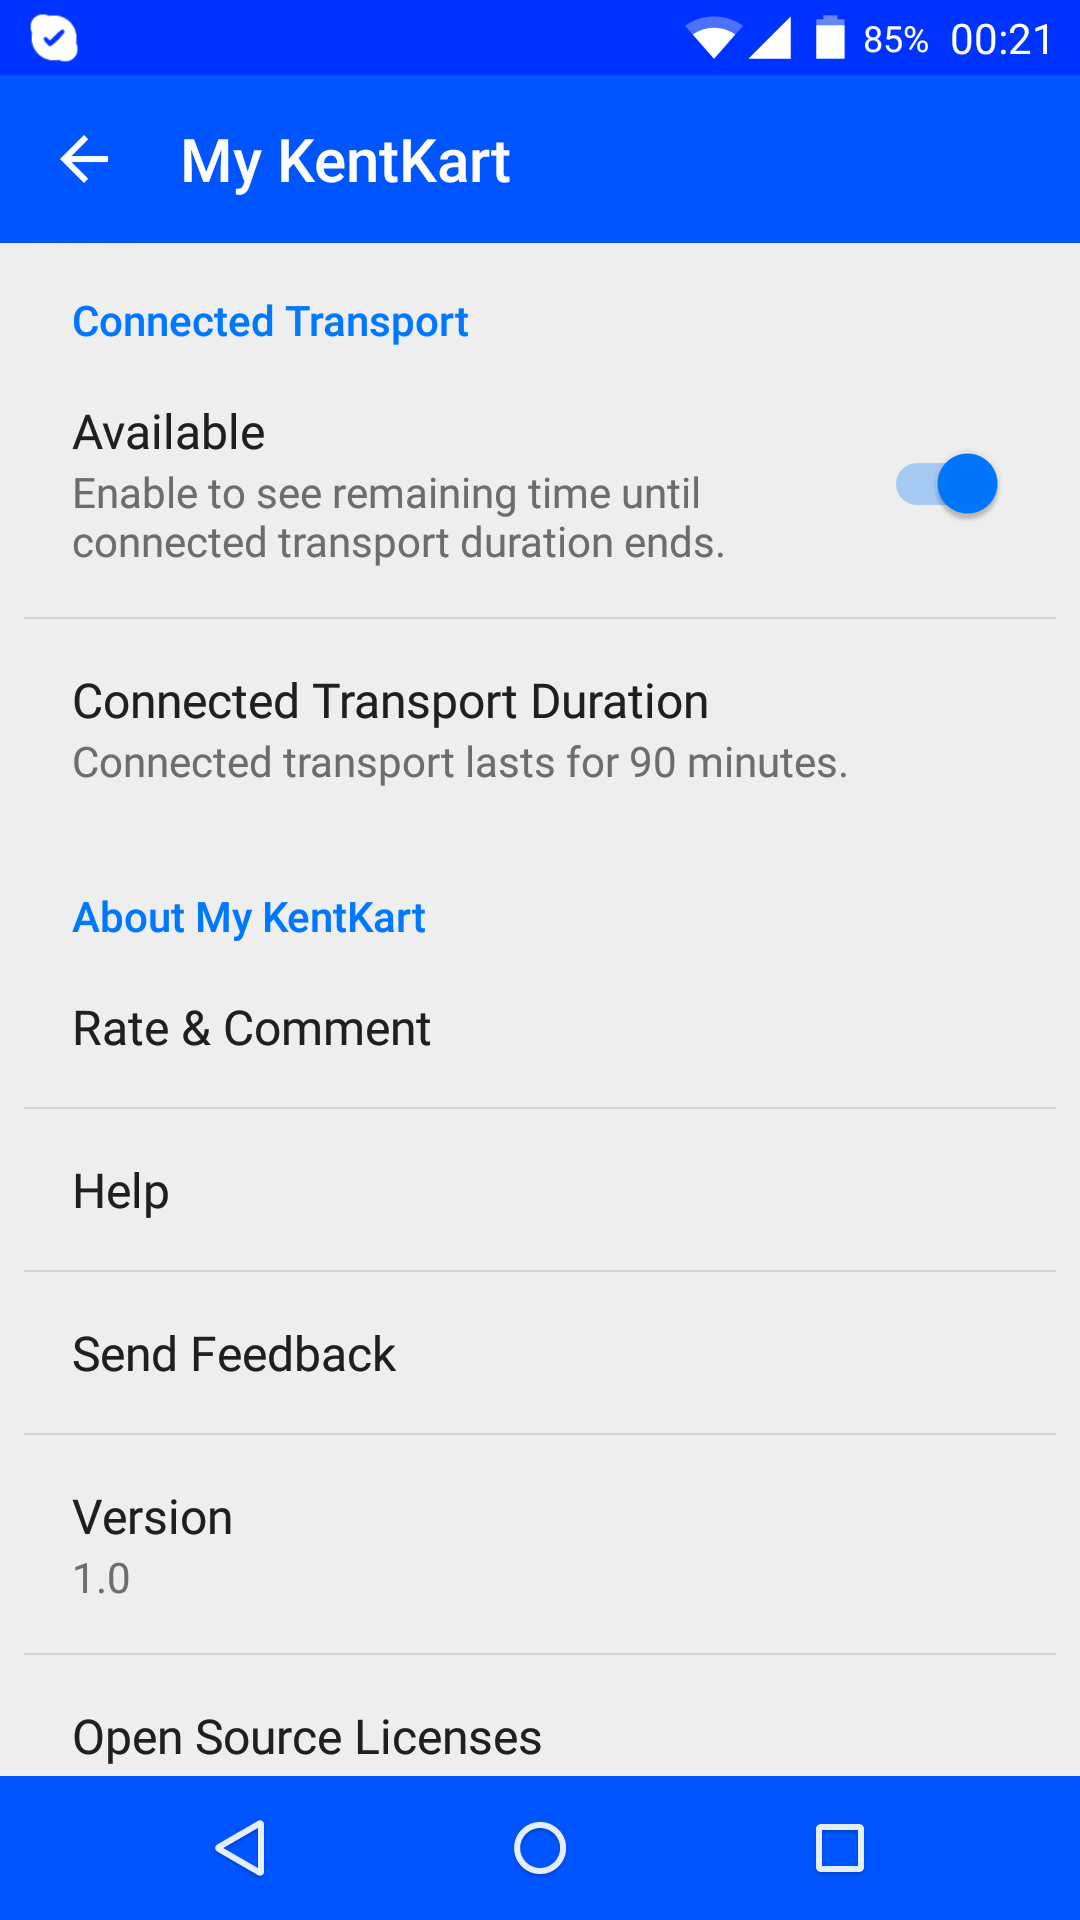 85% 00:21
My KentKart
Connected Transport
Available
Enable to see remaining time until
connected transport duration ends.
Connected Transport Duration
Connected transport lasts for 90 minutes.
About My KentKart
Rate & Comment
Help
Send Feedback
Version
1.0
Open Source Licenses